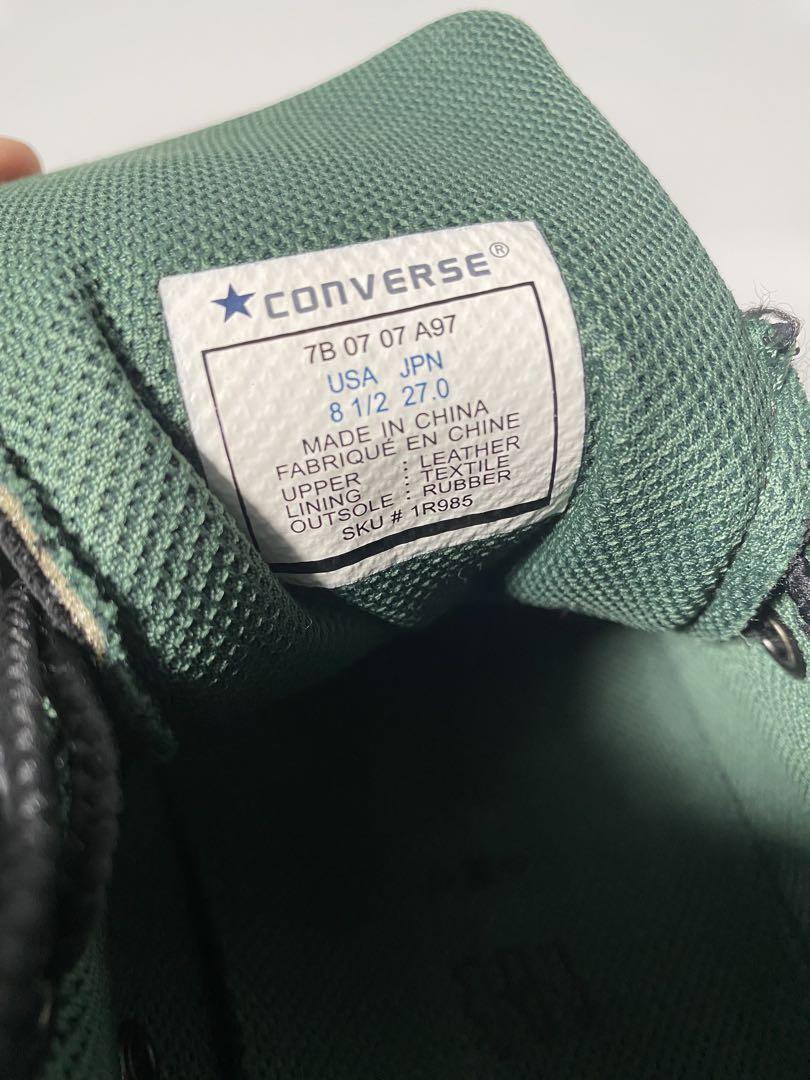 ★CONVERSE®
7B 07 07 A97
USA JPN
8 1/2 27.0
MADE IN CHINA
FABRIQUÉ EN CHINE
UPPER : LEATHER
LINING : TEXTILE
OUTSOLE : RUBBER
SKU # 1R985